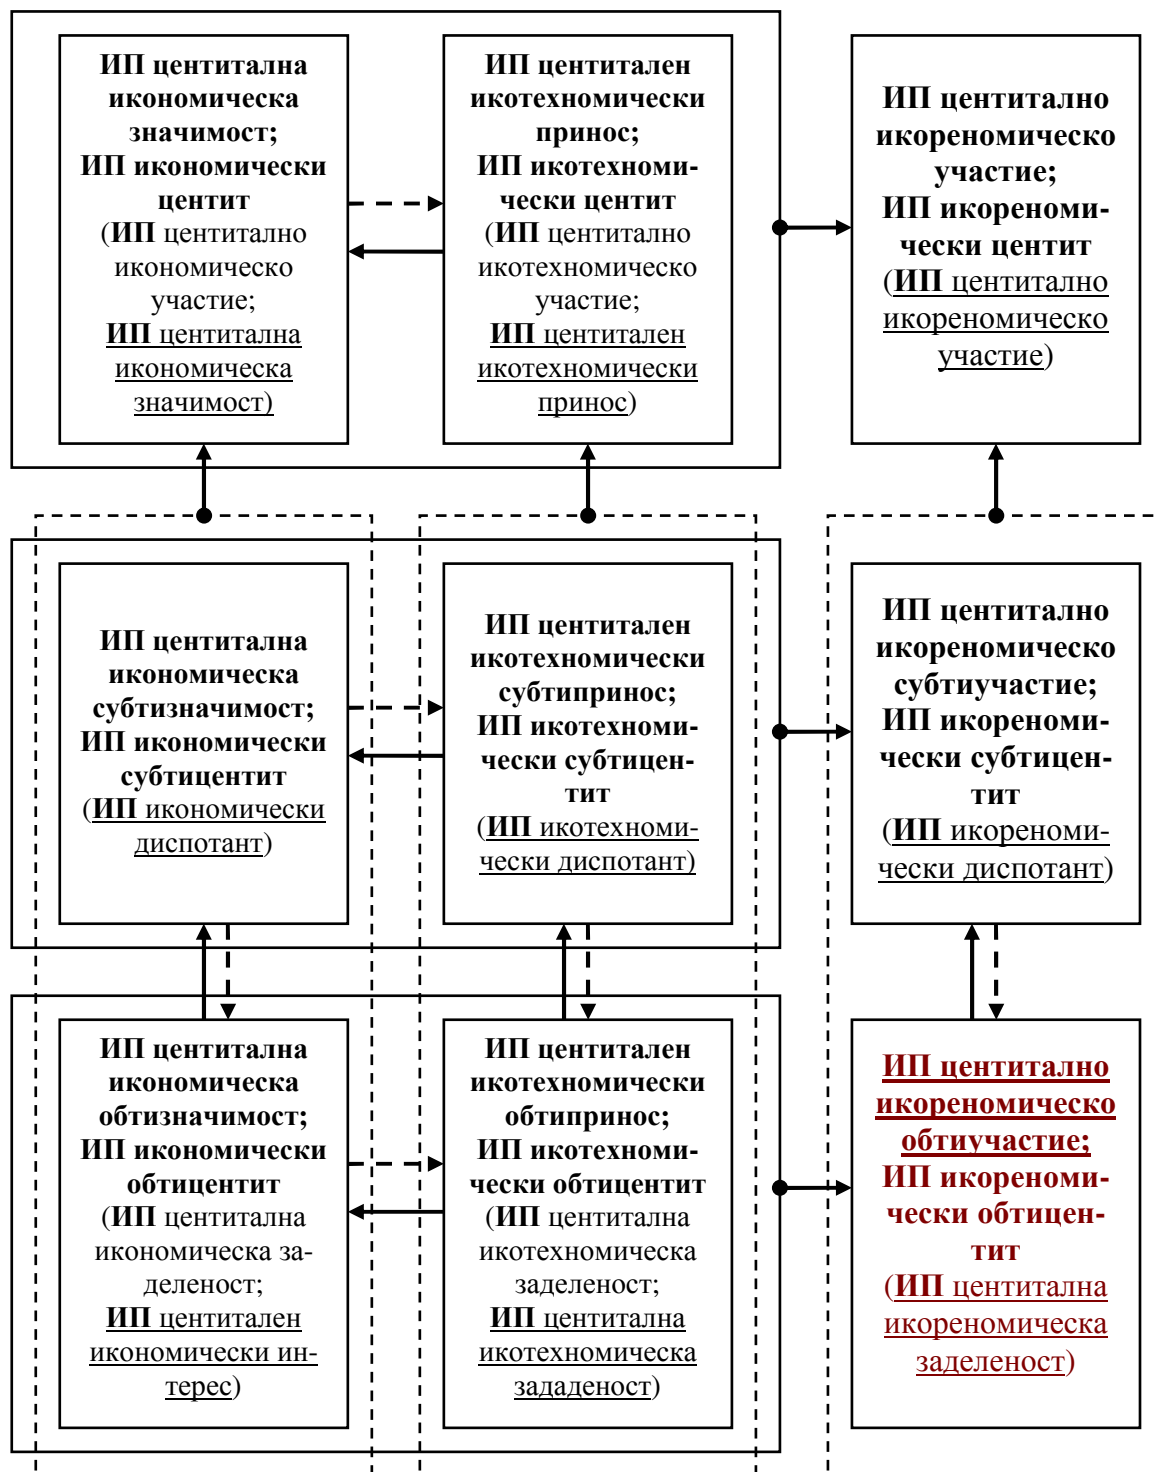 ИП центитална
икономическа
значимост;
ИП икономически
центит
(ИП центитално
икономическо
участие;
ИП центитална
икономическа
значимост)
ИП центитален
икотехномически
принос;
ИП икотехноми-
чески центит
(ИП центитално
икотехномическо
участие;
ИП центитален
икотехномически
принос)
ИП центитално
икореномическо
участие;
ИП икореноми-
чески центит
(ИП центитално
икореномическо
участие)
ИП центитална
икономическа
субтизначимост;
ИП икономически
субтицентит
(ИП икономически
диспотант)
ИП центитален
икотехномически
субтипринос;
ИП икотехноми-
чески субтицен-
тит
(ИП икотехноми-
чески диспотант)
ИП центитално
икореномическо
субтиучастие;
ИП икореноми-
чески субтицен-
тит
(ИП икореноми-
чески диспотант)
ИП центитална
икономическа
обтизначимост;
ИП икономически
обтицентит
(ИП центитална
икономическа за-
деленост;
ИП центитален
икономически ин-
терес)
ИП центитален
икотехномически
обтипринос;
ИП икотехноми-
чески обтицентит
(ИП центитална
икотехномическа
заделеност;
ИП центитална
икотехномическа
зададеност)
ИП центитално
икореномическо
обтиучастие;
ИП икореноми-
чески обтицен-
тит
(ИП центитална
икореномическа
заделеност)